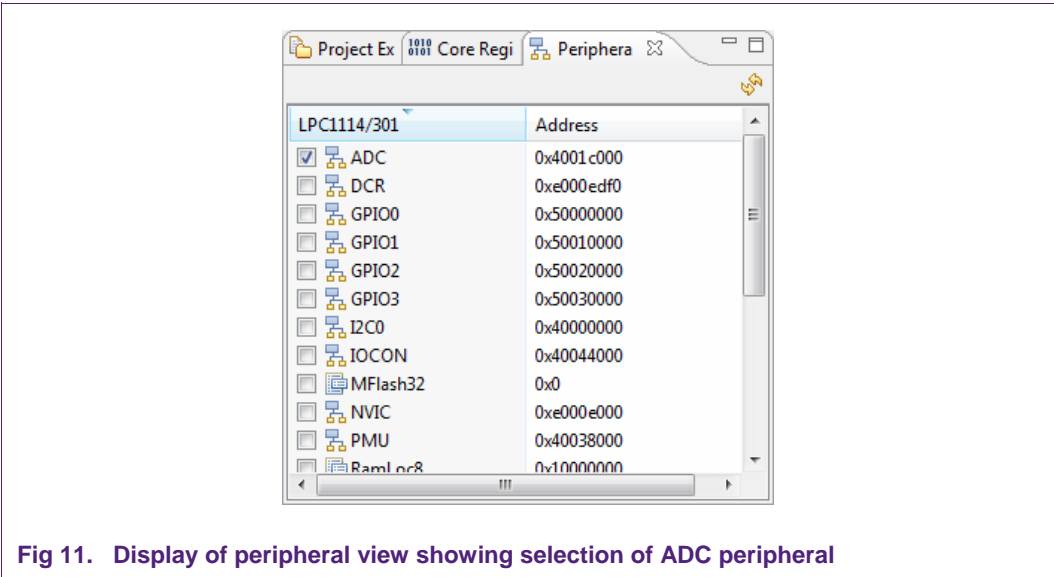 Project Ex 1010 0101 Core Regi Periphera
LPC1114/301 Address
ADC 0x4001c000
DCR 0xe000edf0
GPIO0 0x50000000
GPIO1 0x50010000
GPIO2 0x50020000
GPIO3 0x50030000
I2C0 0x40000000
IOCON 0x40044000
MFlash32 0x0
NVIC 0xe000e000
PMU 0x40038000
RamLoc8 0x10000000
Fig 11. Display of peripheral view showing selection of ADC peripheral